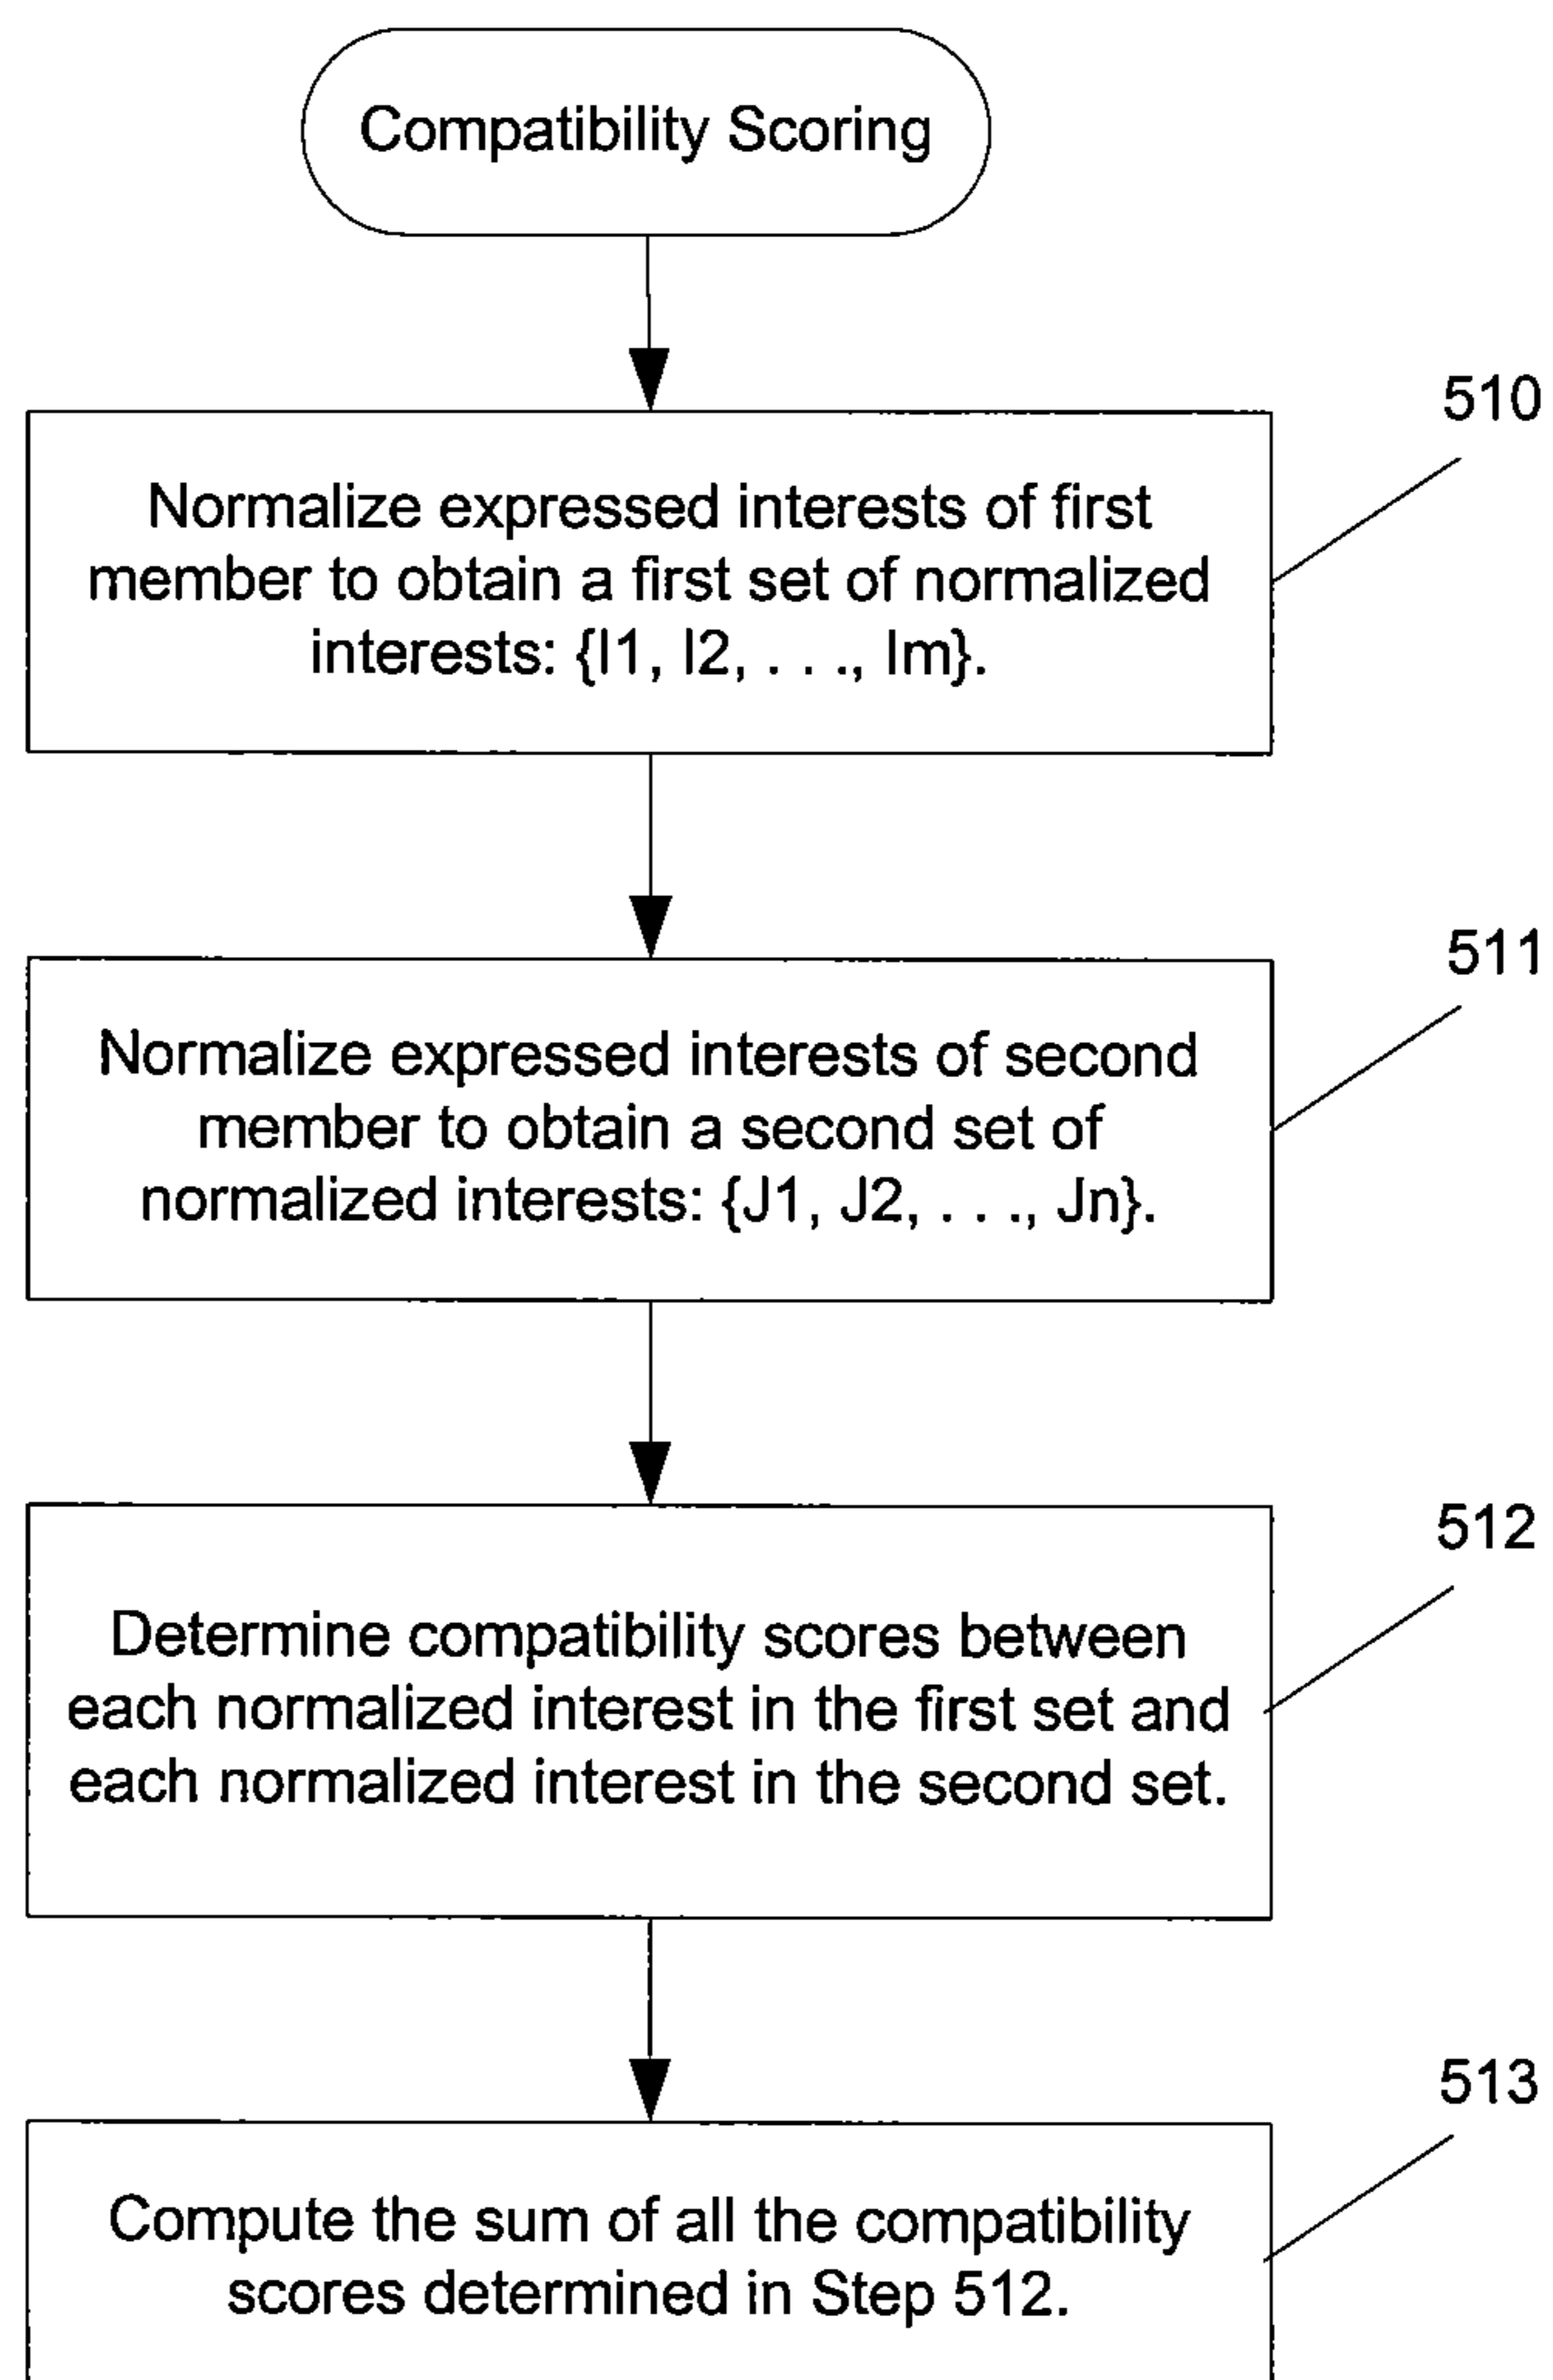 Compatibility Scoring
510
Normalize expressed interests of first
member to obtain a first set of normalized
interests: {I1, I2, . . ., Im}.
511
Normalize expressed interests of second
member to obtain a second set of
normalized interests: {J1, J2, . . ., Jn}.
512
Determine compatibility scores between
each normalized interest in the first set and
each normalized interest in the second set.
513
Compute the sum of all the compatibility
scores determined in Step 512.